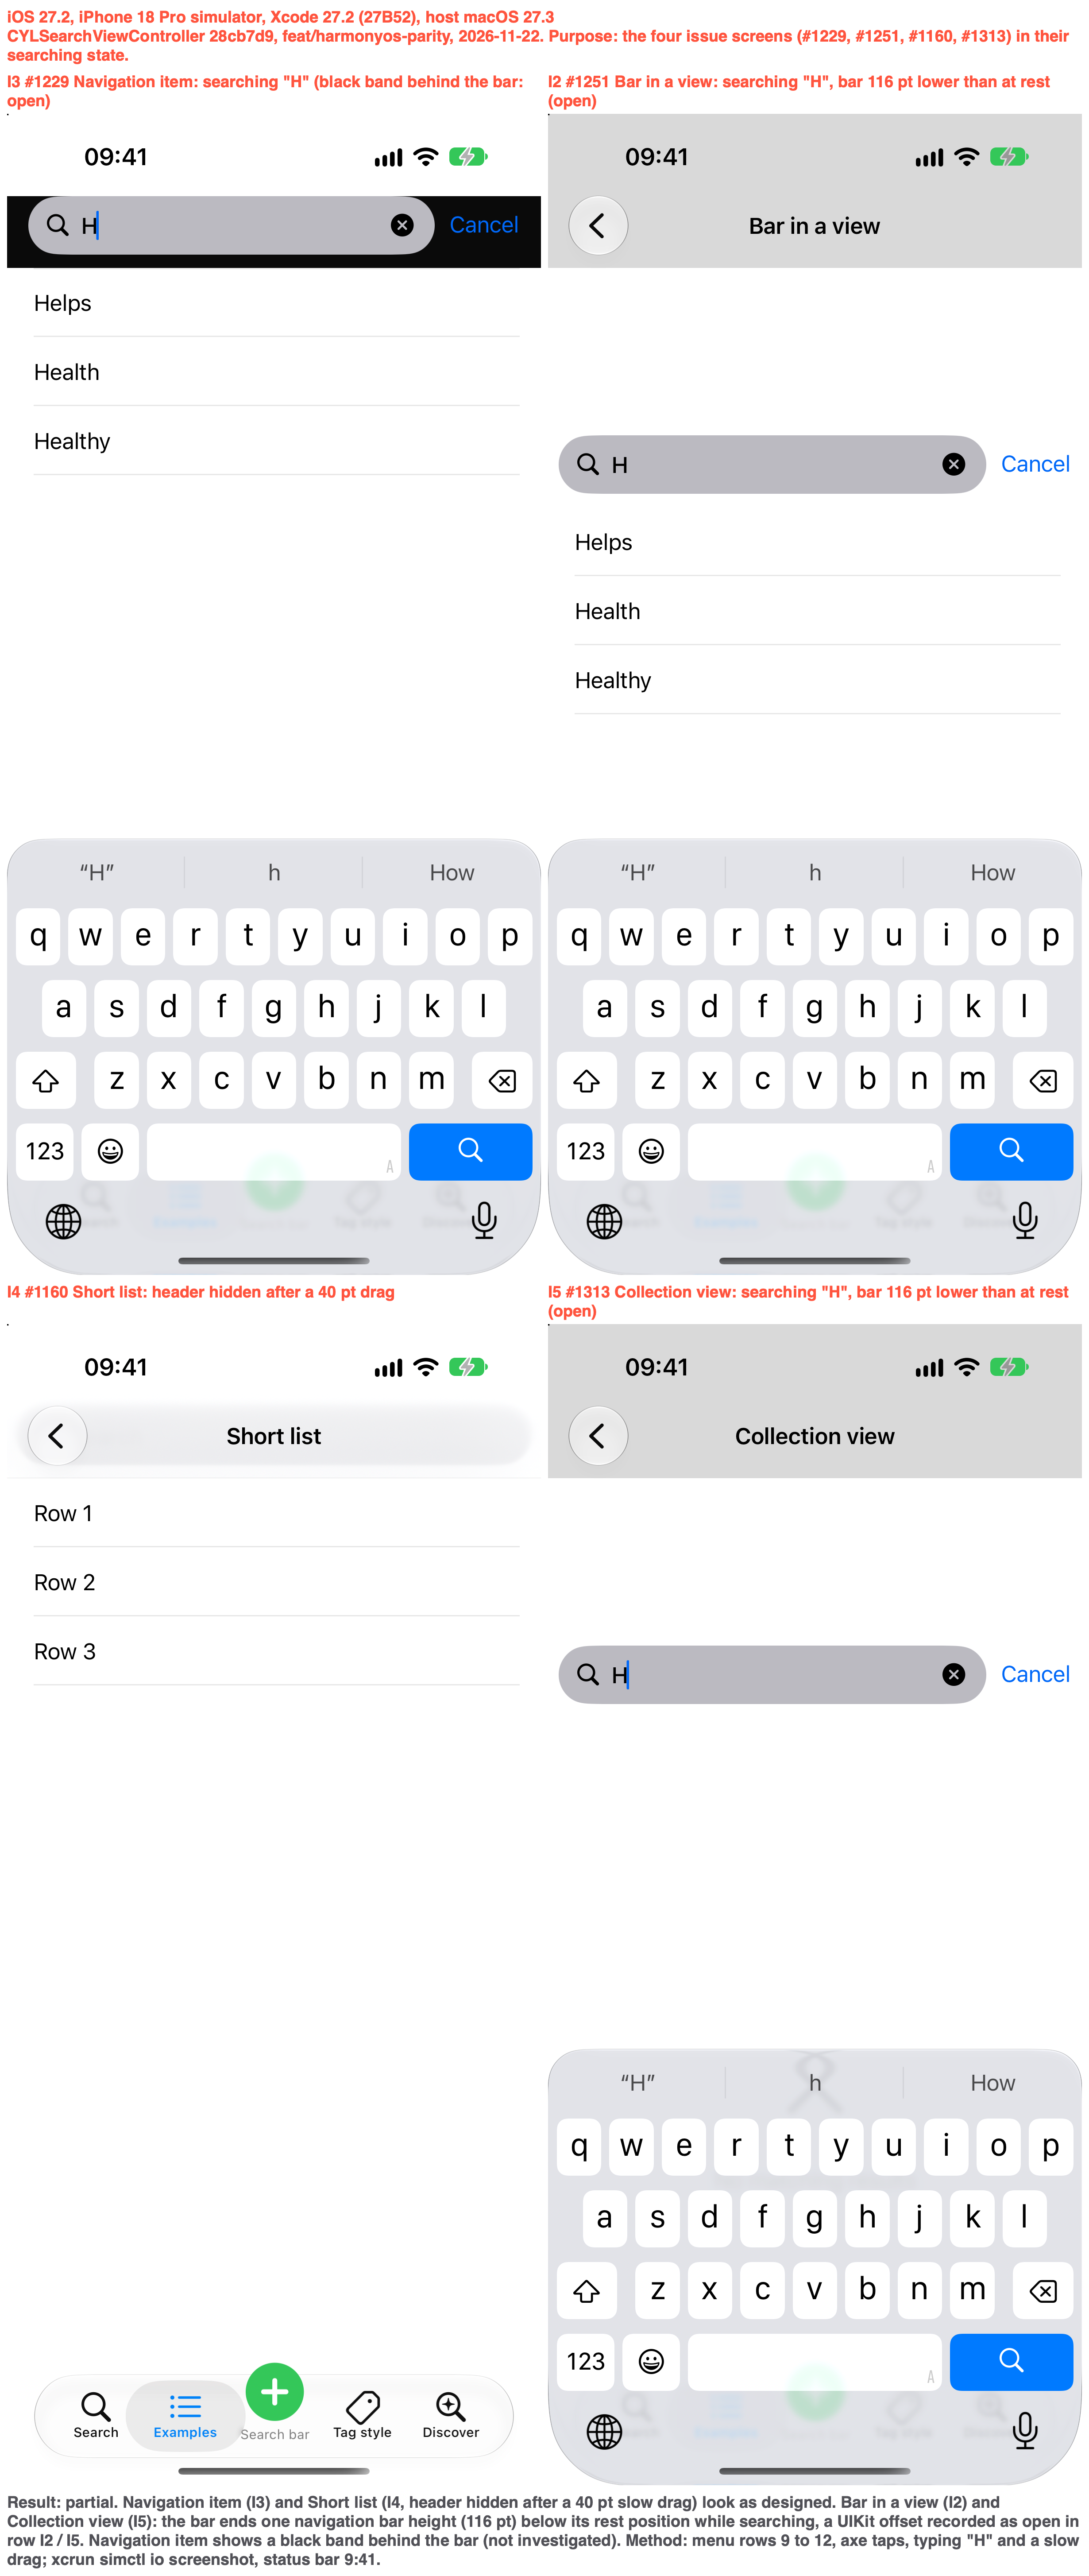 iOS 27.2, iPhone 18 Pro simulator, Xcode 27.2 (27B52), host macOS 27.3
CYLSearchViewController 28cb7d9, feat/harmonyos-parity, 2026-11-22. Purpose: the four issue screens (#1229, #1251, #1160, #1313) in their
searching state.
I3 #1229 Navigation item: searching "H" (black band behind the bar:
open)
09:41
H
Cancel
Helps
Health
Healthy
“H”
h
How
q w e r t y u i o p
a s d f g h j k l
z x c v b n m
123
A
Examples
Tag style
I2 #1251 Bar in a view: searching "H", bar 116 pt lower than at rest
(open)
09:41
Bar in a view
H
Cancel
Helps
Health
Healthy
“H”
h
How
q w e r t y u i o p
a s d f g h j k l
z x c v b n m
123
A
Examples
Tag style
I4 #1160 Short list: header hidden after a 40 pt drag
09:41
Short list
Row 1
Row 2
Row 3
Search
Examples
Search bar
Tag style
Discover
I5 #1313 Collection view: searching "H", bar 116 pt lower than at rest
(open)
09:41
Collection view
H
Cancel
“H”
h
How
q w e r t y u i o p
a s d f g h j k l
z x c v b n m
123
A
Examples
Tag style
Result: partial. Navigation item (I3) and Short list (I4, header hidden after a 40 pt slow drag) look as designed. Bar in a view (I2) and
Collection view (I5): the bar ends one navigation bar height (116 pt) below its rest position while searching, a UIKit offset recorded as open in
row I2 / I5. Navigation item shows a black band behind the bar (not investigated). Method: menu rows 9 to 12, axe taps, typing "H" and a slow
drag; xcrun simctl io screenshot, status bar 9:41.